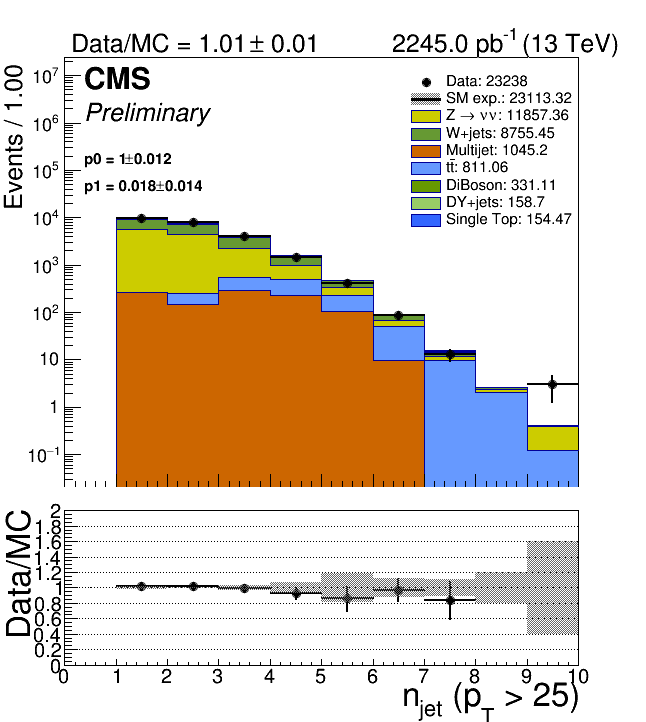 Data/MC = 1.01 ± 0.01 2245.0 pb⁻¹ (13 TeV)
Events / 1.00
CMS
Preliminary
p0 = 1±0.012
p1 = 0.018±0.014
Data: 23238
SM exp.: 23113.32
Z → νν: 11857.36
W+jets: 8755.45
Multijet: 1045.2
tt̄: 811.06
DiBoson: 331.11
DY+jets: 158.7
Single Top: 154.47
10⁷
10⁶
10⁵
10⁴
10³
10²
10
1
10⁻¹
Data/MC
2
1.8
1.6
1.4
1.2
1
0.8
0.6
0.4
0.2
0
0 1 2 3 4 5 6 7 8 9 10
n_jet (p_T > 25)